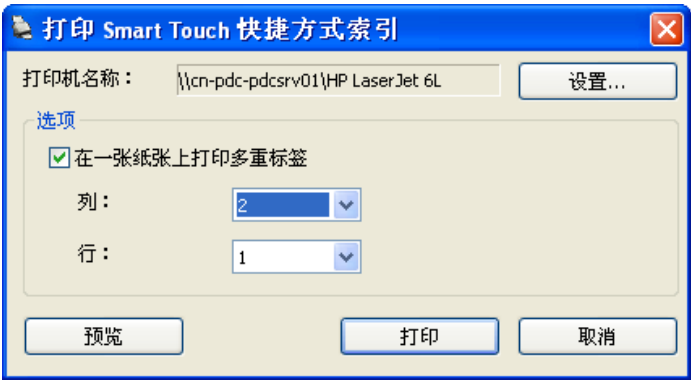 打印 Smart Touch 快捷方式索引
打印机名称： \\cn-pdc-pdcsrv01\HP LaserJet 6L 设置...
选项
在一张纸张上打印多重标签
列： 2
行： 1
预览 打印 取消